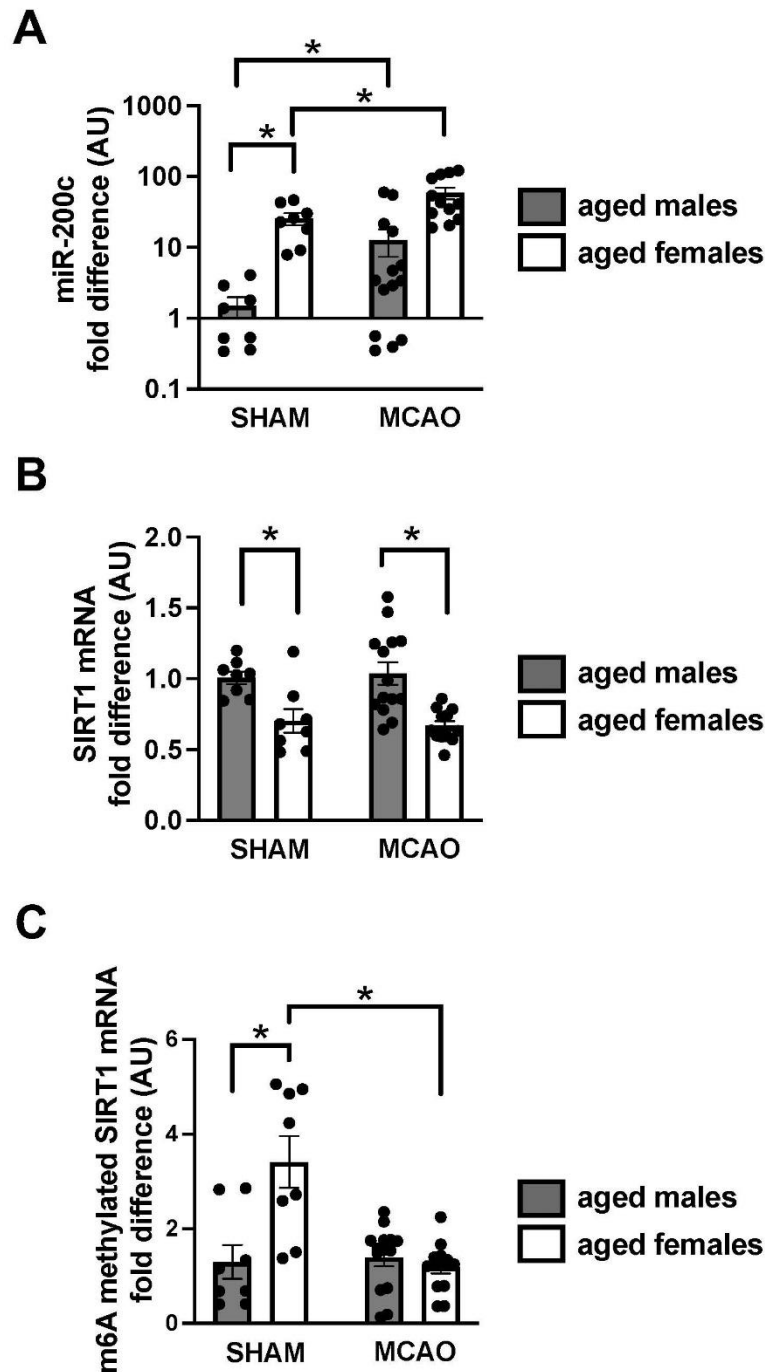 A
*
*
*
miR-200c
fold difference (AU)
1000
100
10
1
0.1
SHAM
MCAO
aged males
aged females
B
*
*
SIRT1 mRNA
fold difference (AU)
2.0
1.5
1.0
0.5
0.0
SHAM
MCAO
aged males
aged females
C
*
*
m6A methylated SIRT1 mRNA
fold difference (AU)
6
4
2
0
SHAM
MCAO
aged males
aged females